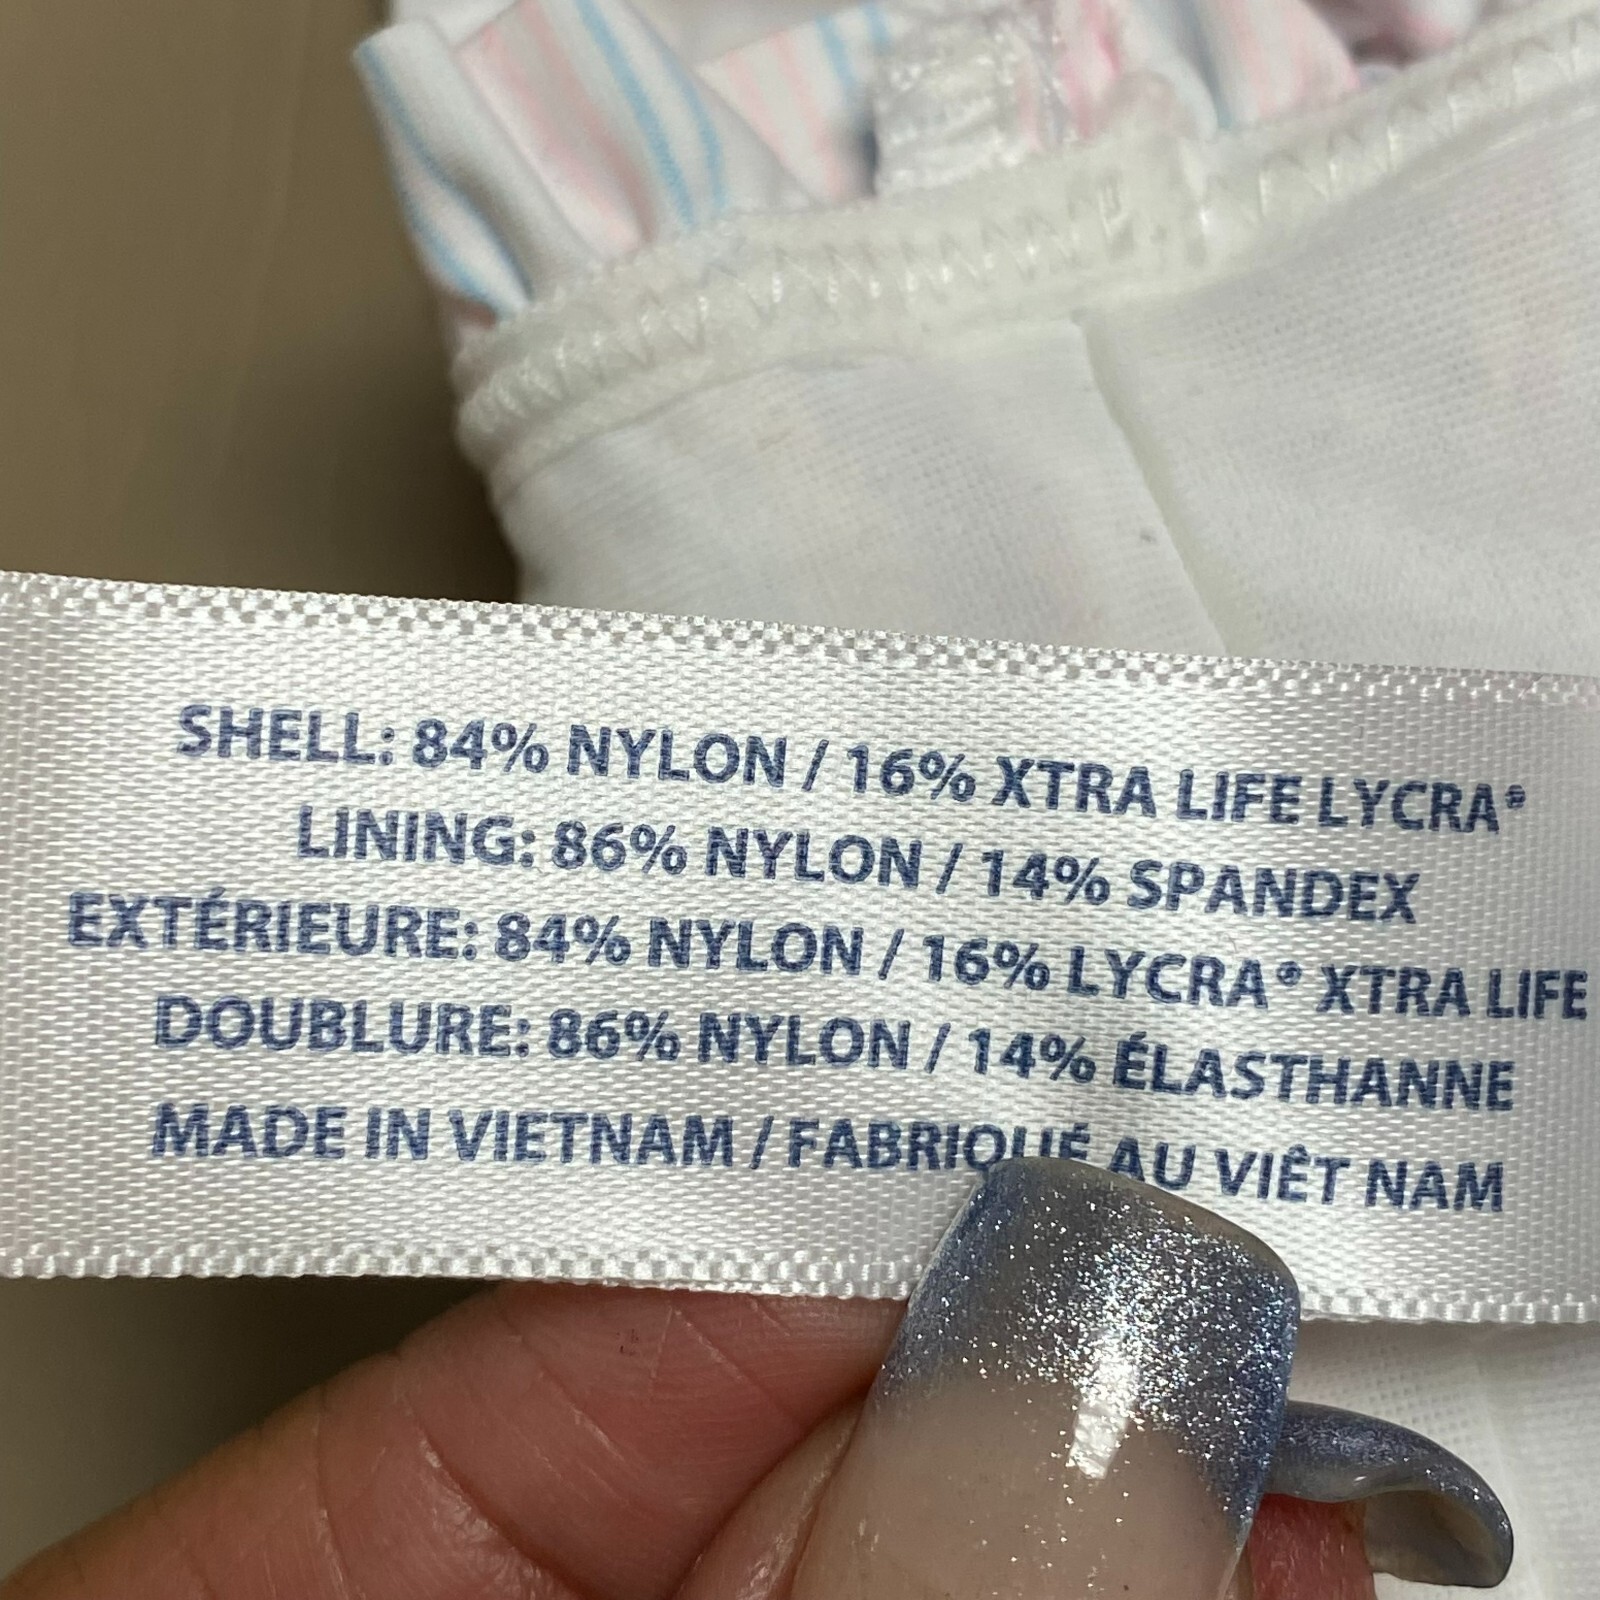 SHELL: 84% NYLON / 16% XTRA LIFE LYCRA®
LINING: 86% NYLON / 14% SPANDEX
EXTÉRIEURE: 84% NYLON / 16% LYCRA® XTRA LIFE
DOUBLURE: 86% NYLON / 14% ÉLASTHANNE
MADE IN VIETNAM / FABRIQUÉ AU VIÊT NAM